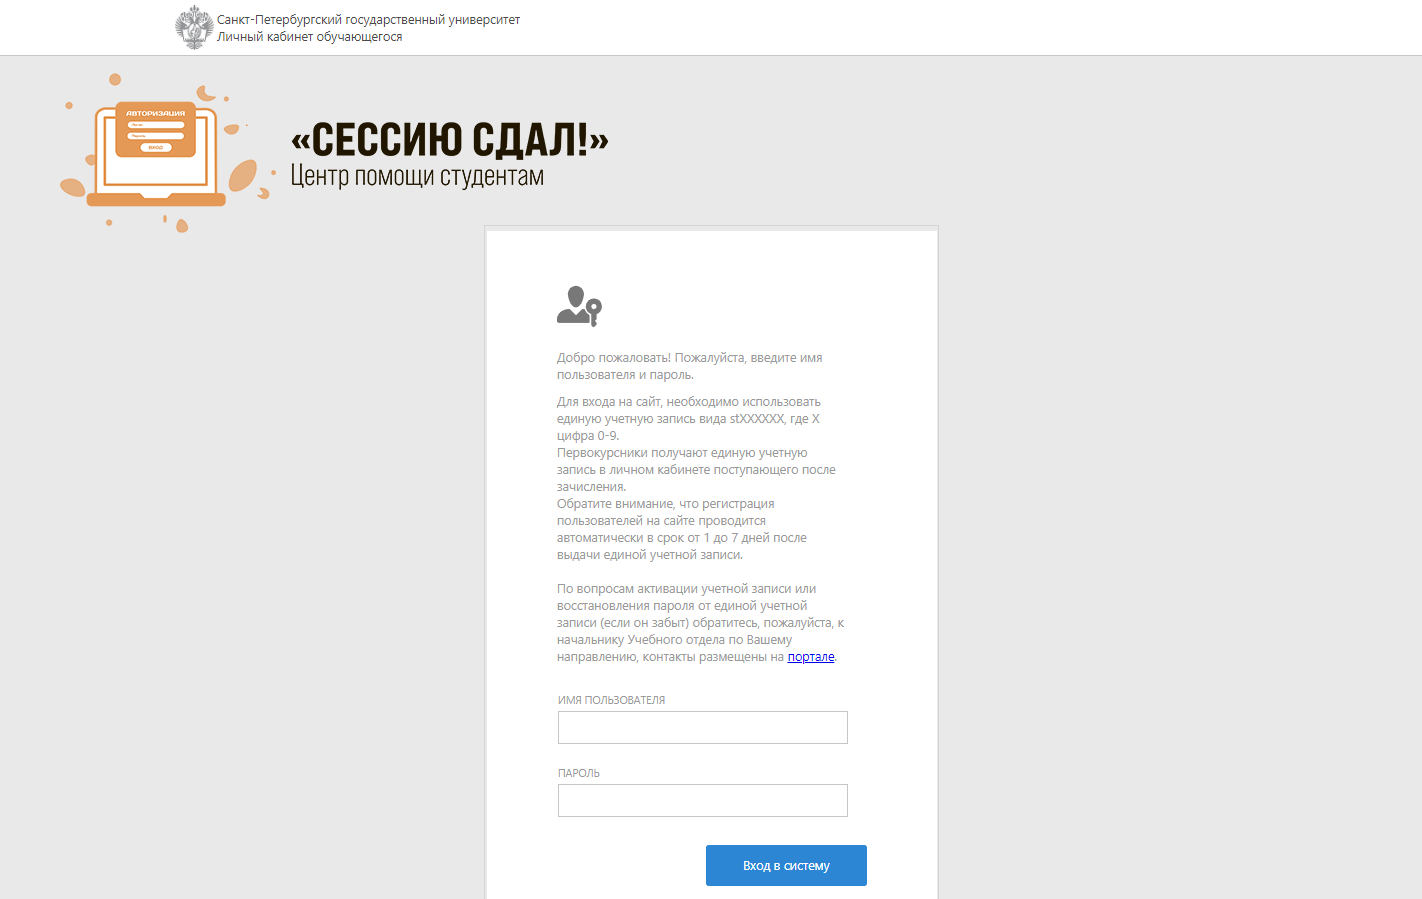 Санкт-Петербургский государственный университет
Личный кабинет обучающегося
АВТОРИЗАЦИЯ
Логин
Пароль
ВХОД
«СЕССИЮ СДАЛ!»
Центр помощи студентам
Добро пожаловать! Пожалуйста, введите имя
пользователя и пароль.
Для входа на сайт, необходимо использовать
единую учетную запись вида stXXXXXX, где X
цифра 0-9.
Первокурсники получают единую учетную
запись в личном кабинете поступающего после
зачисления.
Обратите внимание, что регистрация
пользователей на сайте проводится
автоматически в срок от 1 до 7 дней после
выдачи единой учетной записи.
По вопросам активации учетной записи или
восстановления пароля от единой учетной
записи (если он забыт) обратитесь, пожалуйста, к
начальнику Учебного отдела по Вашему
направлению, контакты размещены на портале.
ИМЯ ПОЛЬЗОВАТЕЛЯ
ПАРОЛЬ
Вход в систему